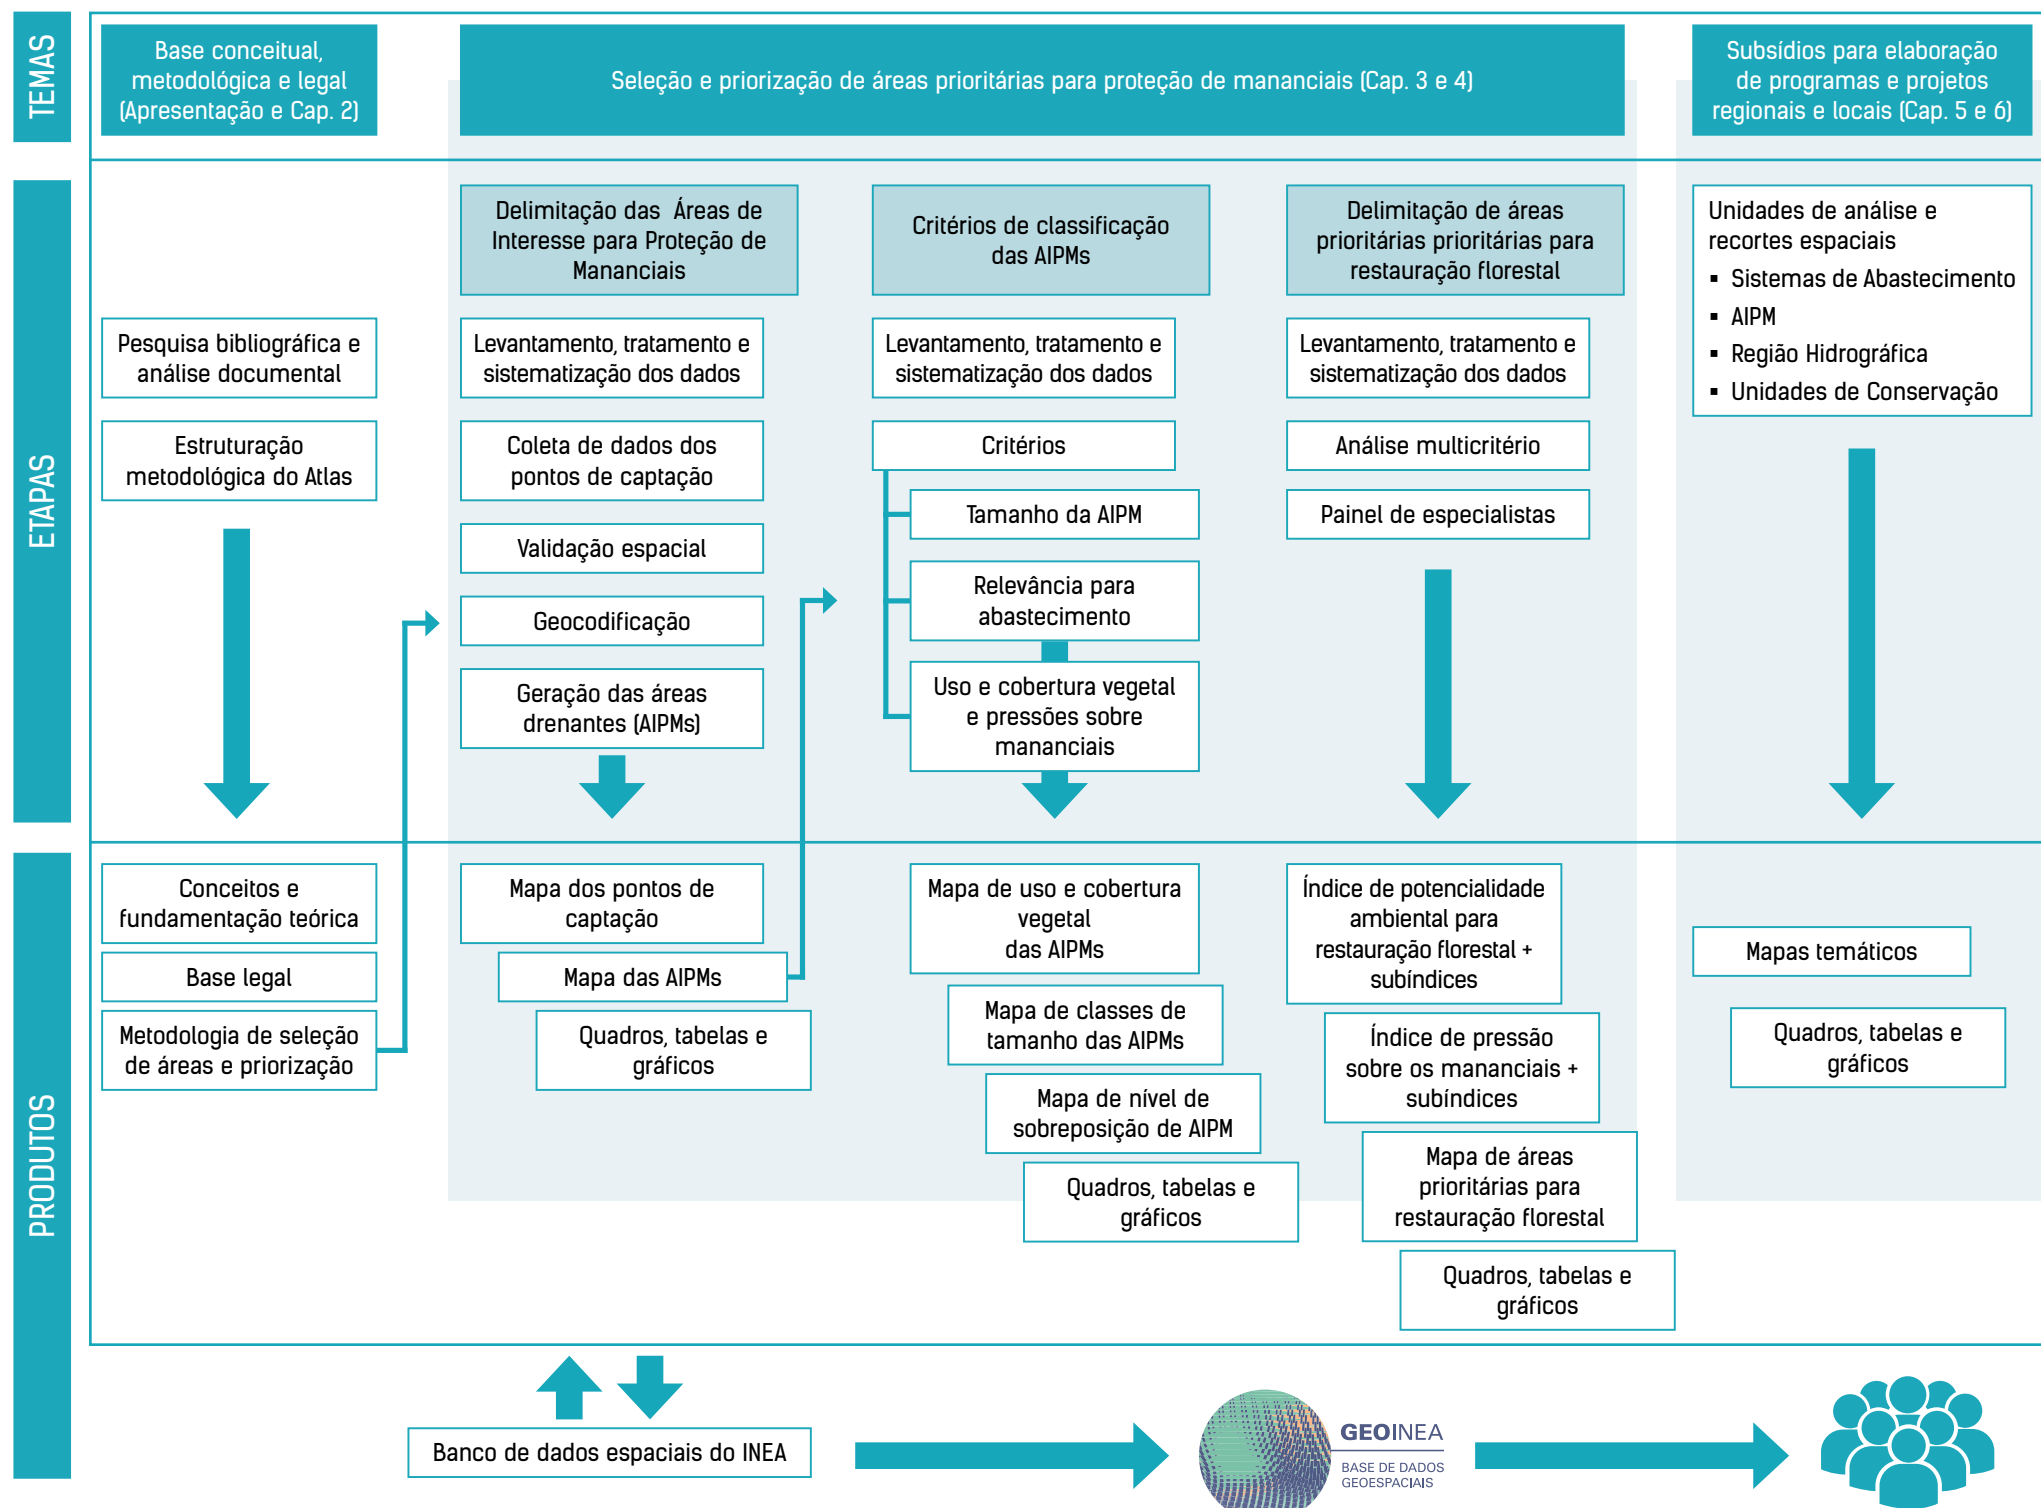 TEMAS
Base conceitual,
metodológica e legal
(Apresentação e Cap. 2)
Seleção e priorização de áreas prioritárias para proteção de mananciais (Cap. 3 e 4)
Subsídios para elaboração
de programas e projetos
regionais e locais (Cap. 5 e 6)
ETAPAS
Pesquisa bibliográfica e
análise documental
Estruturação
metodológica do Atlas
Delimitação das Áreas de
Interesse para Proteção de
Mananciais
Levantamento, tratamento e
sistematização dos dados
Coleta de dados dos
pontos de captação
Validação espacial
Geocodificação
Geração das áreas
drenantes (AIPMs)
Critérios de classificação
das AIPMs
Levantamento, tratamento e
sistematização dos dados
Critérios
Tamanho da AIPM
Relevância para
abastecimento
Uso e cobertura vegetal
e pressões sobre
mananciais
Delimitação de áreas
prioritárias prioritárias para
restauração florestal
Levantamento, tratamento e
sistematização dos dados
Análise multicritério
Painel de especialistas
Unidades de análise e
recortes espaciais
▪ Sistemas de Abastecimento
▪ AIPM
▪ Região Hidrográfica
▪ Unidades de Conservação
PRODUTOS
Conceitos e
fundamentação teórica
Base legal
Metodologia de seleção
de áreas e priorização
Mapa dos pontos de
captação
Mapa das AIPMs
Quadros, tabelas e
gráficos
Mapa de uso e cobertura
vegetal
das AIPMs
Mapa de classes de
tamanho das AIPMs
Mapa de nível de
sobreposição de AIPM
Quadros, tabelas e
gráficos
Índice de potencialidade
ambiental para
restauração florestal +
subíndices
Índice de pressão
sobre os mananciais +
subíndices
Mapa de áreas
prioritárias para
restauração florestal
Quadros, tabelas e
gráficos
Mapas temáticos
Quadros, tabelas e
gráficos
Banco de dados espaciais do INEA
GEOINEA
BASE DE DADOS
GEOESPACIAIS